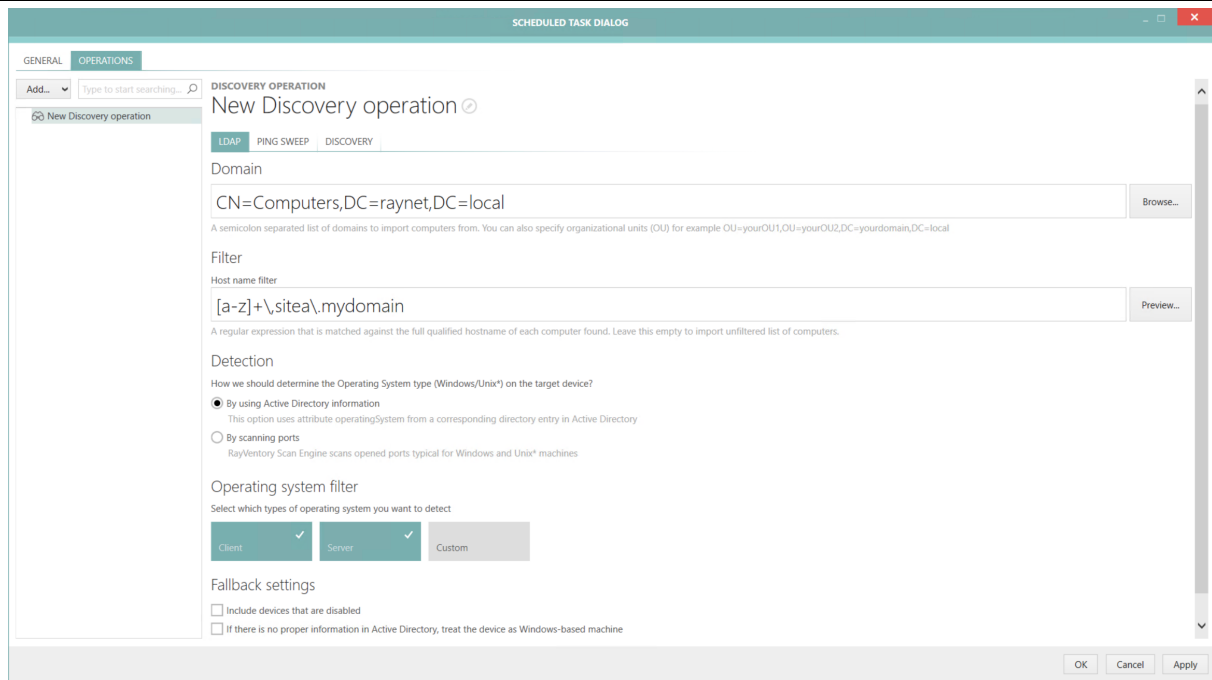 SCHEDULED TASK DIALOG
GENERAL OPERATIONS
Add... Type to start searching...
New Discovery operation
DISCOVERY OPERATION
New Discovery operation
LDAP PING SWEEP DISCOVERY
Domain
CN=Computers,DC=raynet,DC=local
Browse...
A semicolon separated list of domains to import computers from. You can also specify organizational units (OU) for example OU=yourOU1,OU=yourOU2,DC=yourdomain,DC=local
Filter
Host name filter
[a-z]+\,sitea\.mydomain
Preview...
A regular expression that is matched against the full qualified hostname of each computer found. Leave this empty to import unfiltered list of computers.
Detection
How we should determine the Operating System type (Windows/Unix*) on the target device?
By using Active Directory information
This option uses attribute operatingSystem from a corresponding directory entry in Active Directory
By scanning ports
RayVentory Scan Engine scans opened ports typical for Windows and Unix* machines
Operating system filter
Select which types of operating system you want to detect
Client Server Custom
Fallback settings
Include devices that are disabled
If there is no proper information in Active Directory, treat the device as Windows-based machine
OK Cancel Apply